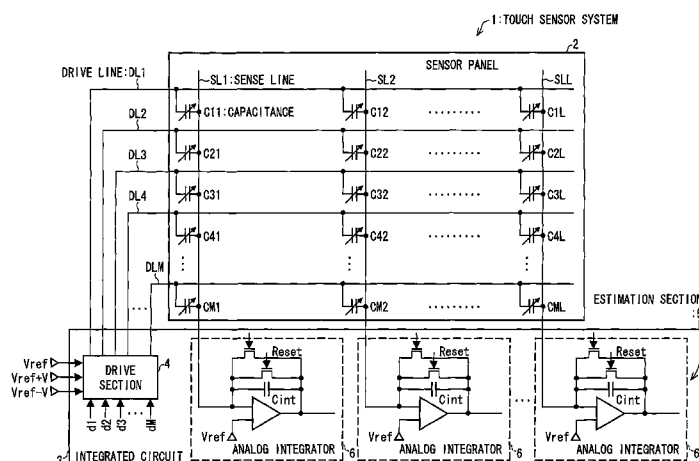 1:TOUCH SENSOR SYSTEM
2
SENSOR PANEL
DRIVE LINE:DL1
SL1:SENSE LINE
SL2
SLL
C11:CAPACITANCE
C12
C1L
DL2
C21
C22
C2L
DL3
C31
C32
C3L
DL4
C41
C42
C4L
DLM
CM1
CM2
CML
ESTIMATION SECTION
Vref
Vref+V
Vref-V
DRIVE
SECTION
4
d1 d2 d3 dM
Reset
Cint
Vref
ANALOG INTEGRATOR
6
Reset
Cint
Vref
ANALOG INTEGRATOR
6
Reset
Cint
Vref
ANALOG INTEGRATOR
INTEGRATED CIRCUIT